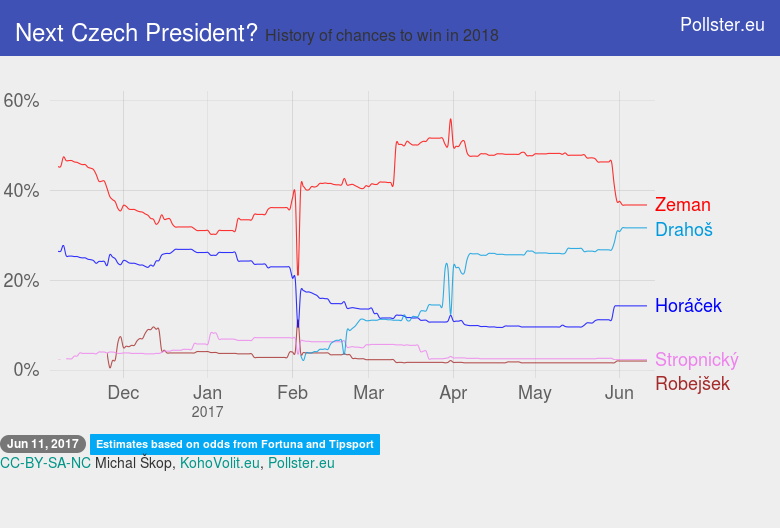 Next Czech President? History of chances to win in 2018
Pollster.eu
60%
40%
20%
0%
Zeman
Drahoš
Horáček
Stropnický
Robejšek
Dec Jan Feb Mar Apr May Jun
2017
Jun 11, 2017 Estimates based on odds from Fortuna and Tipsport
CC-BY-SA-NC Michal Škop, KohoVolit.eu, Pollster.eu